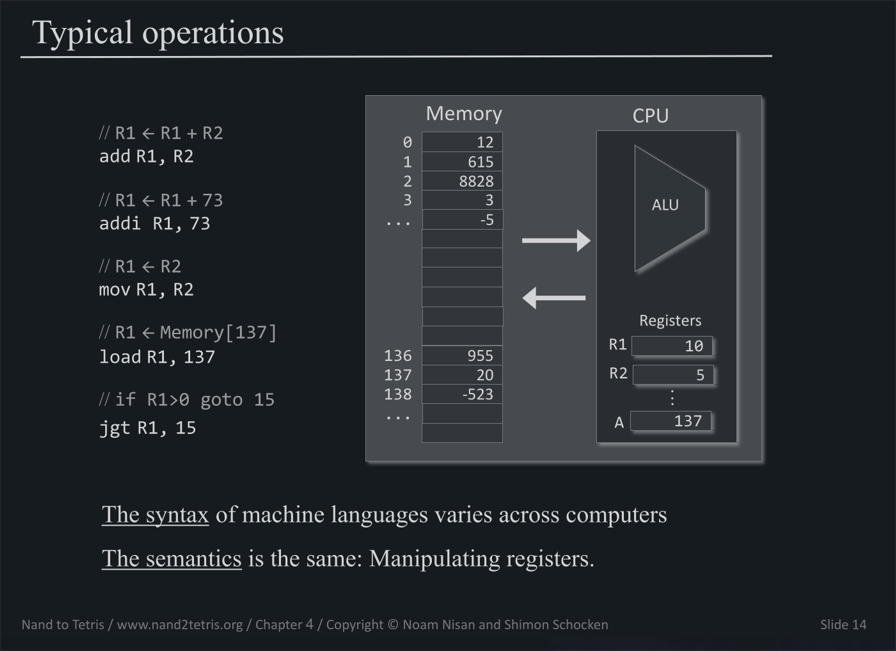 Typical operations
// R1 ← R1 + R2
add R1, R2
// R1 ← R1 + 73
addi R1, 73
// R1 ← R2
mov R1, R2
// R1 ← Memory[137]
load R1, 137
// if R1>0 goto 15
jgt R1, 15
Memory
0 12
1 615
2 8828
3 3
... -5
136 955
137 20
138 -523
...
CPU
ALU
Registers
R1 10
R2 5
⋮
A 137
The syntax of machine languages varies across computers
The semantics is the same: Manipulating registers.
Nand to Tetris / www.nand2tetris.org / Chapter 4 / Copyright © Noam Nisan and Shimon Schocken
Slide 14